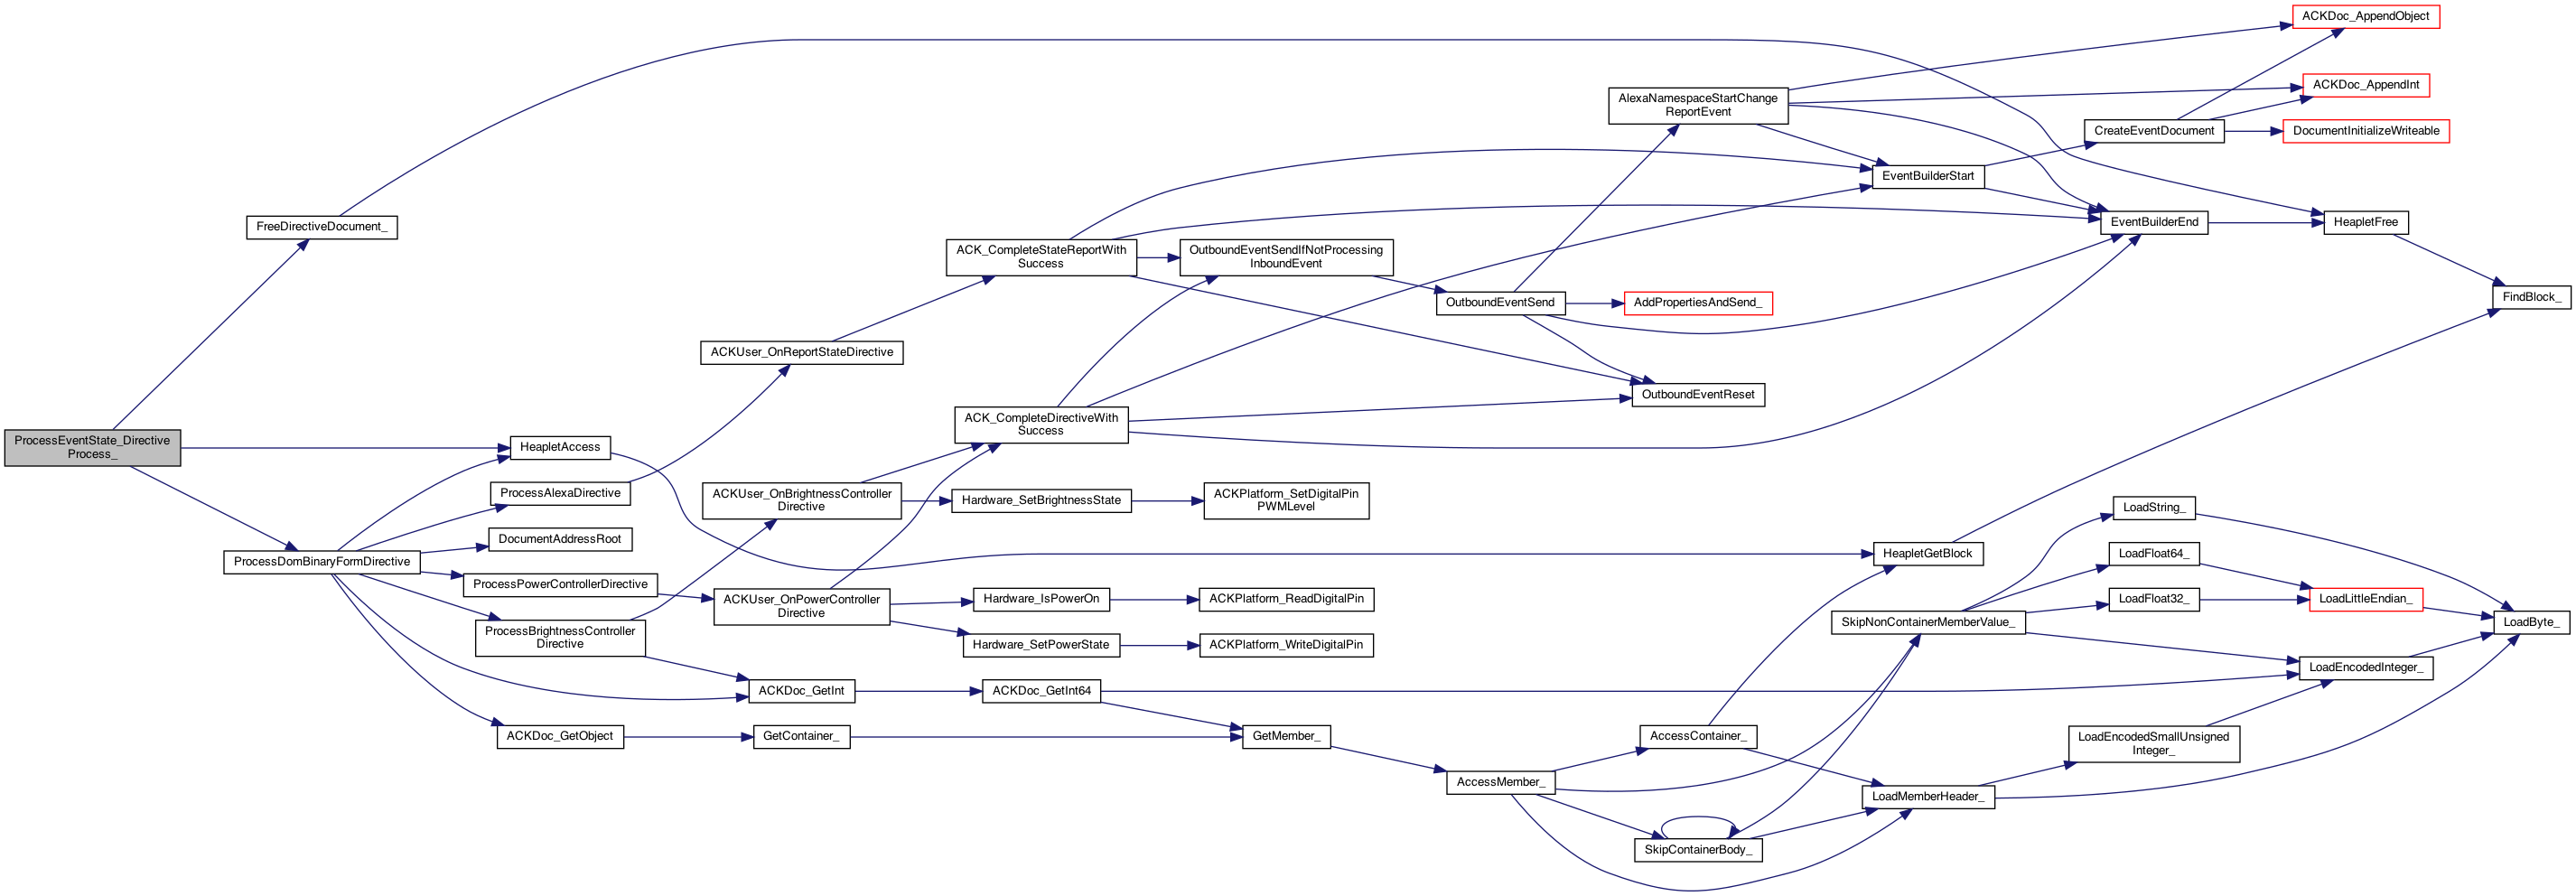 ProcessEventState_Directive
Process_
FreeDirectiveDocument_
ProcessDomBinaryFormDirective
HeapletAccess
ProcessAlexaDirective
DocumentAddressRoot
ProcessPowerControllerDirective
ProcessBrightnessController
Directive
ACKDoc_GetObject
ACKUser_OnReportStateDirective
ACKUser_OnBrightnessController
Directive
ACKUser_OnPowerController
Directive
ACKDoc_GetInt
GetContainer_
ACK_CompleteStateReportWith
Success
ACK_CompleteDirectiveWith
Success
Hardware_SetBrightnessState
Hardware_IsPowerOn
Hardware_SetPowerState
ACKDoc_GetInt64
OutboundEventSendIfNotProcessing
InboundEvent
ACKPlatform_SetDigitalPin
PWMLevel
ACKPlatform_ReadDigitalPin
ACKPlatform_WriteDigitalPin
GetMember_
OutboundEventSend
AccessMember_
AlexaNamespaceStartChange
ReportEvent
AddPropertiesAndSend_
OutboundEventReset
AccessContainer_
SkipContainerBody_
EventBuilderStart
HeapletGetBlock
SkipNonContainerMemberValue_
LoadMemberHeader_
CreateEventDocument
EventBuilderEnd
LoadString_
LoadFloat64_
LoadFloat32_
LoadEncodedSmallUnsigned
Integer_
ACKDoc_AppendObject
ACKDoc_AppendInt
DocumentInitializeWriteable
HeapletFree
LoadLittleEndian_
LoadEncodedInteger_
FindBlock_
LoadByte_